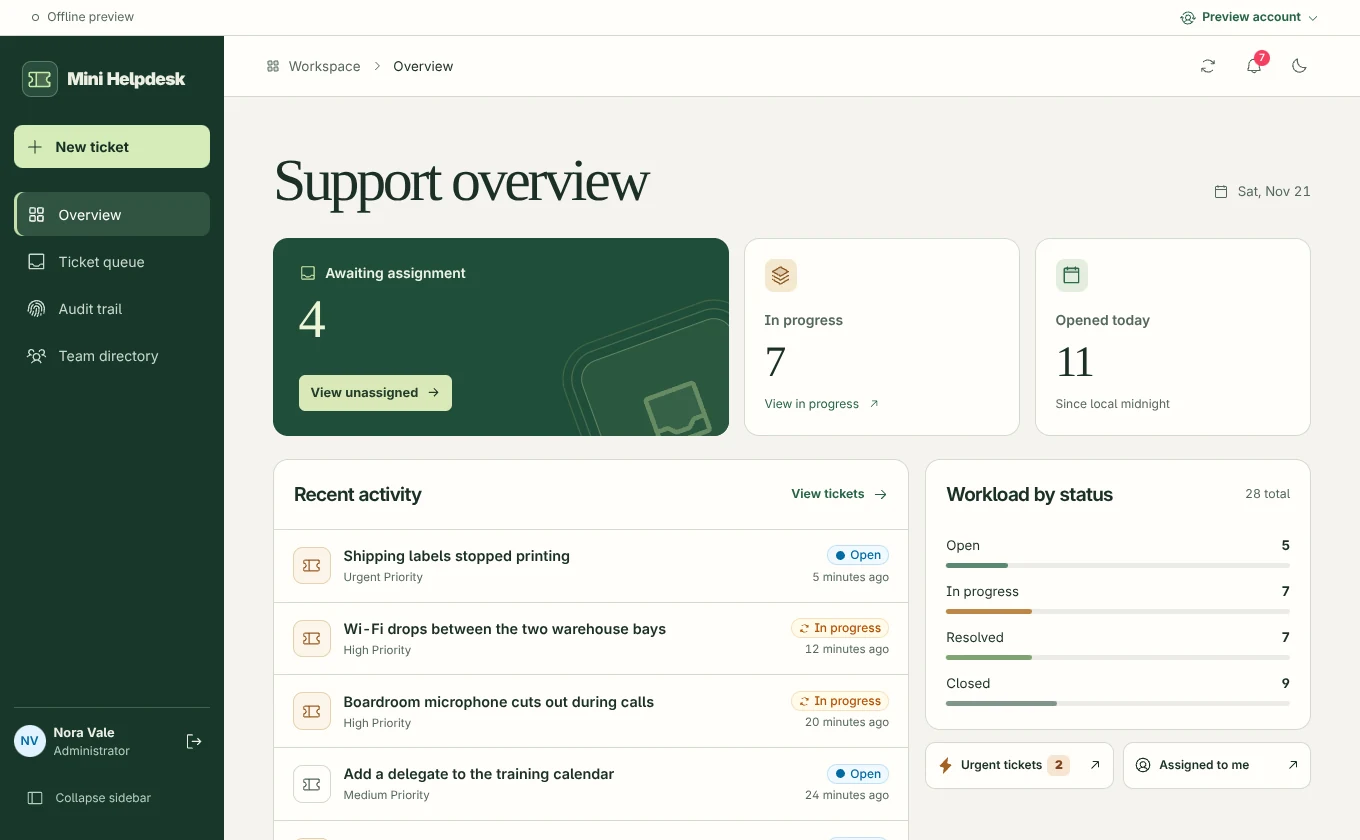 Offline preview
Preview account
Mini Helpdesk
New ticket
Overview
Ticket queue
Audit trail
Team directory
NV
Nora Vale
Administrator
Collapse sidebar
Workspace
Overview
7
Support overview
Sat, Nov 21
Awaiting assignment
4
View unassigned
In progress
7
View in progress
Opened today
11
Since local midnight
Recent activity
View tickets
Shipping labels stopped printing
Urgent Priority
Open
5 minutes ago
Wi-Fi drops between the two warehouse bays
High Priority
In progress
12 minutes ago
Boardroom microphone cuts out during calls
High Priority
In progress
20 minutes ago
Add a delegate to the training calendar
Medium Priority
Open
24 minutes ago
Workload by status
28 total
Open 5
In progress 7
Resolved 7
Closed 9
Urgent tickets 2
Assigned to me